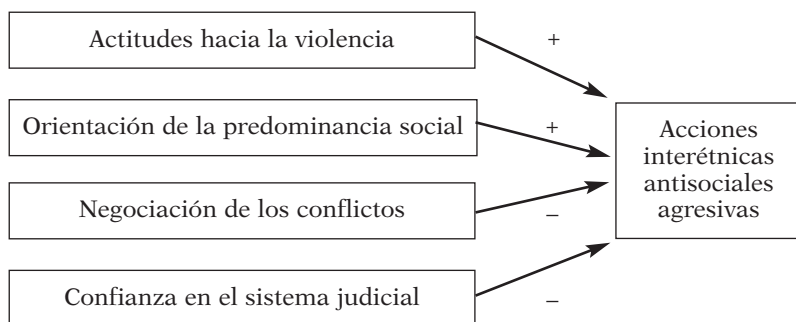 Actitudes hacia la violencia
+
Orientación de la predominancia social
+
Negociación de los conflictos
–
Confianza en el sistema judicial
–
Acciones
interétnicas
antisociales
agresivas